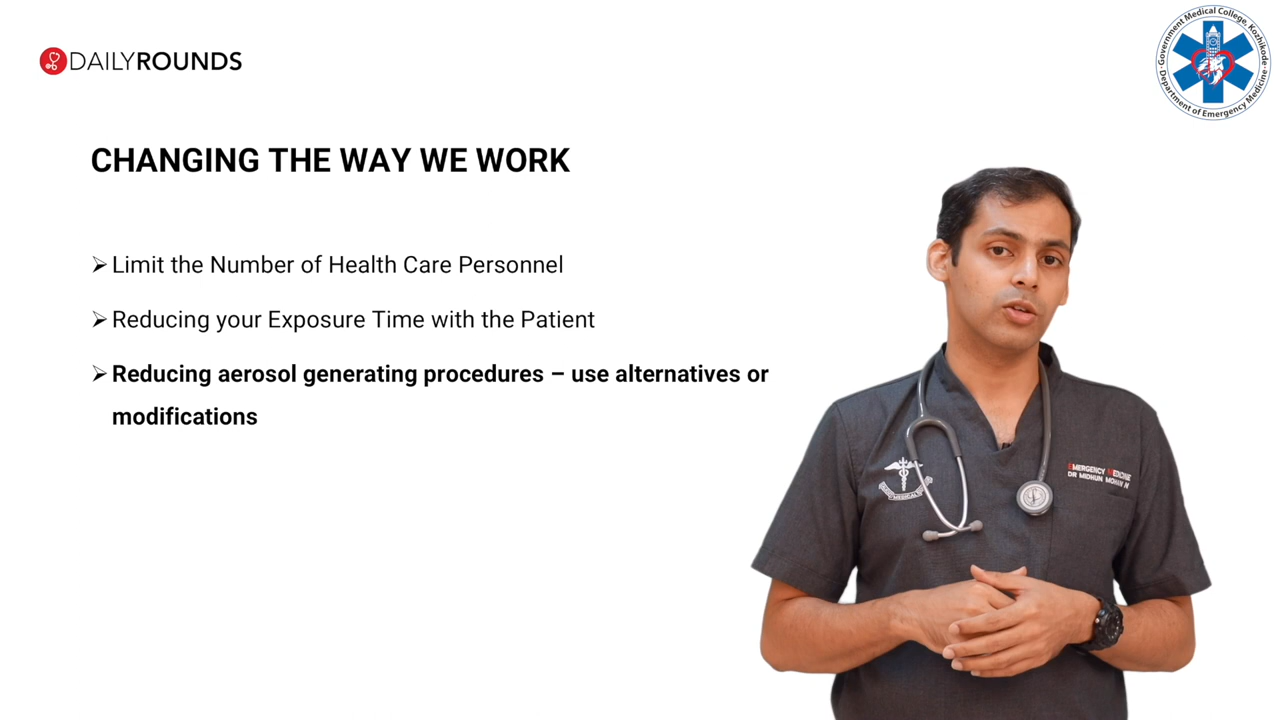 DAILYROUNDS
Government Medical College, Kozhikode
Department of Emergency Medicine
CHANGING THE WAY WE WORK
➢ Limit the Number of Health Care Personnel
➢ Reducing your Exposure Time with the Patient
➢ Reducing aerosol generating procedures – use alternatives or
modifications
EMERGENCY MEDICINE
DR MIDHUN MOHAN
MEDICAL